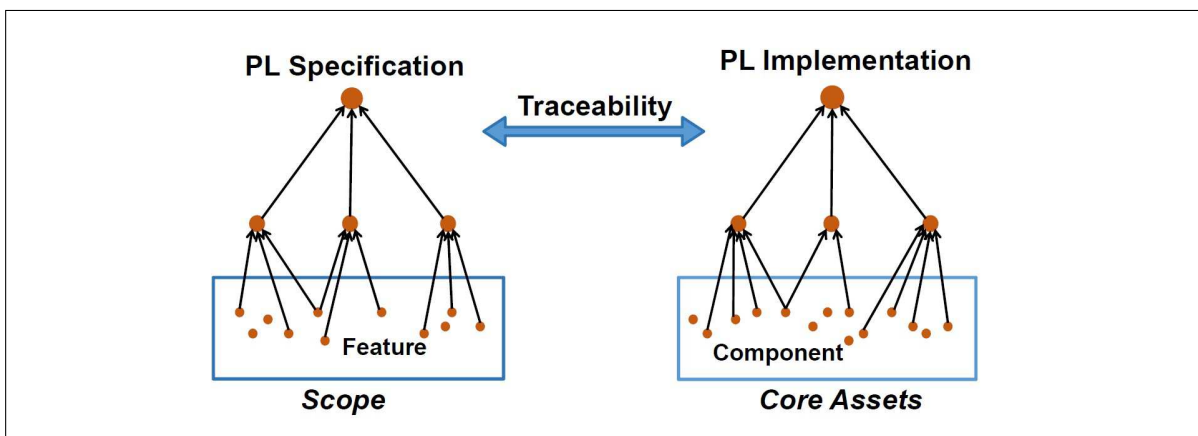 PL Specification
PL Implementation
Traceability
Feature
Component
Scope
Core Assets